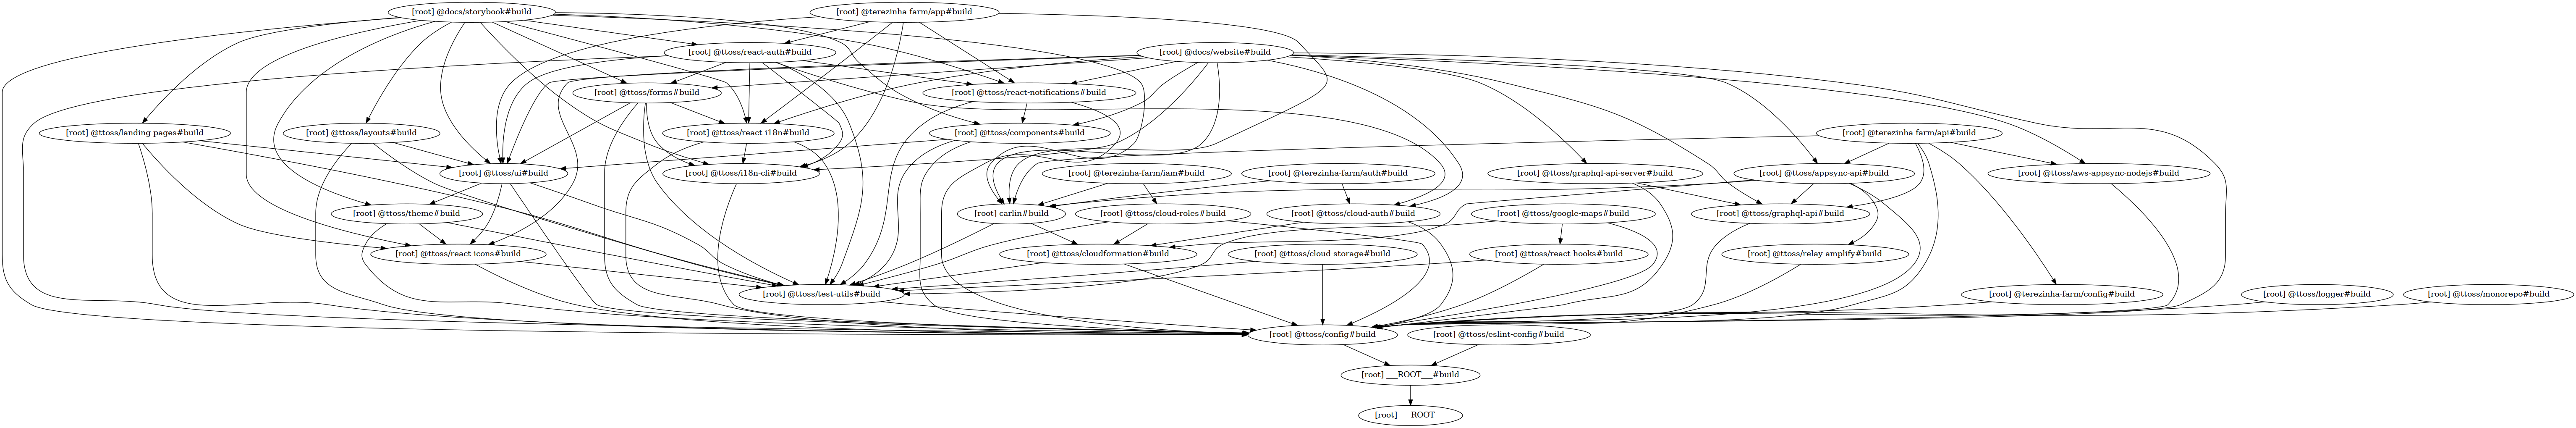 [root] @docs/storybook#build
[root] @terezinha-farm/app#build
[root] @ttoss/react-auth#build
[root] @docs/website#build
[root] @ttoss/forms#build
[root] @ttoss/react-notifications#build
[root] @ttoss/landing-pages#build
[root] @ttoss/layouts#build
[root] @ttoss/react-i18n#build
[root] @ttoss/components#build
[root] @terezinha-farm/api#build
[root] @ttoss/ui#build
[root] @ttoss/i18n-cli#build
[root] @terezinha-farm/iam#build
[root] @terezinha-farm/auth#build
[root] @ttoss/graphql-api-server#build
[root] @ttoss/appsync-api#build
[root] @ttoss/aws-appsync-nodejs#build
[root] @ttoss/theme#build
[root] carlin#build
[root] @ttoss/cloud-roles#build
[root] @ttoss/cloud-auth#build
[root] @ttoss/google-maps#build
[root] @ttoss/graphql-api#build
[root] @ttoss/react-icons#build
[root] @ttoss/cloudformation#build
[root] @ttoss/cloud-storage#build
[root] @ttoss/react-hooks#build
[root] @ttoss/relay-amplify#build
[root] @ttoss/test-utils#build
[root] @terezinha-farm/config#build
[root] @ttoss/logger#build
[root] @ttoss/monorepo#build
[root] @ttoss/config#build
[root] @ttoss/eslint-config#build
[root] ___ROOT___#build
[root] ___ROOT___